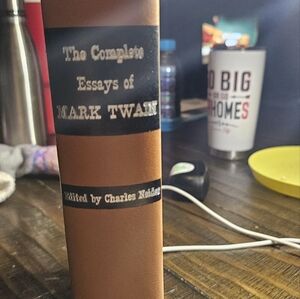 The Complete
Essays of
MARK TWAIN
Edited by Charles Neider
O BIG
HOMES